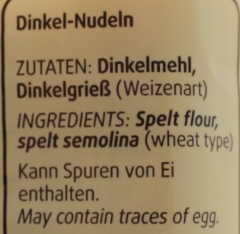 Dinkel-Nudeln
ZUTATEN: Dinkelmehl,
Dinkelgrieß (Weizenart)
INGREDIENTS: Spelt flour,
spelt semolina (wheat type)
Kann Spuren von Ei
enthalten.
May contain traces of egg.